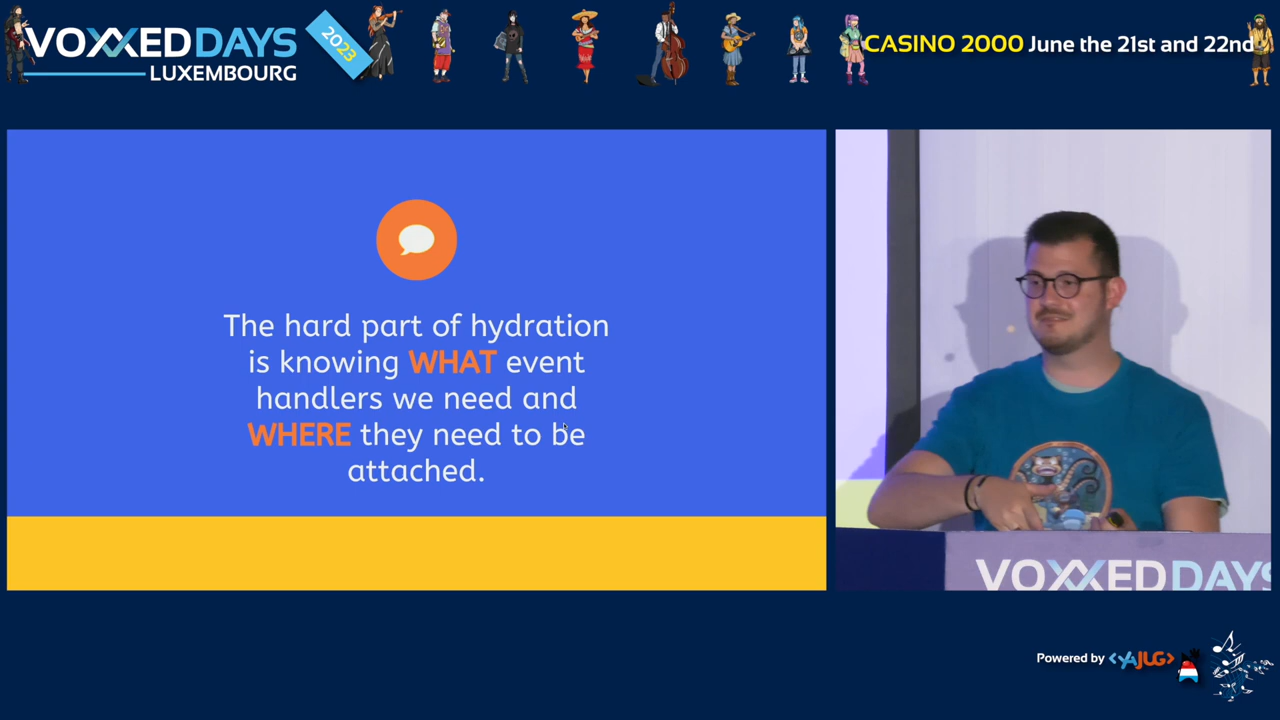 VOXXEDDAYS
LUXEMBOURG
2023
CASINO 2000 June the 21st and 22nd
The hard part of hydration
is knowing WHAT event
handlers we need and
WHERE they need to be
attached.
VOXXEDDAYS
Powered by <YAJUG>